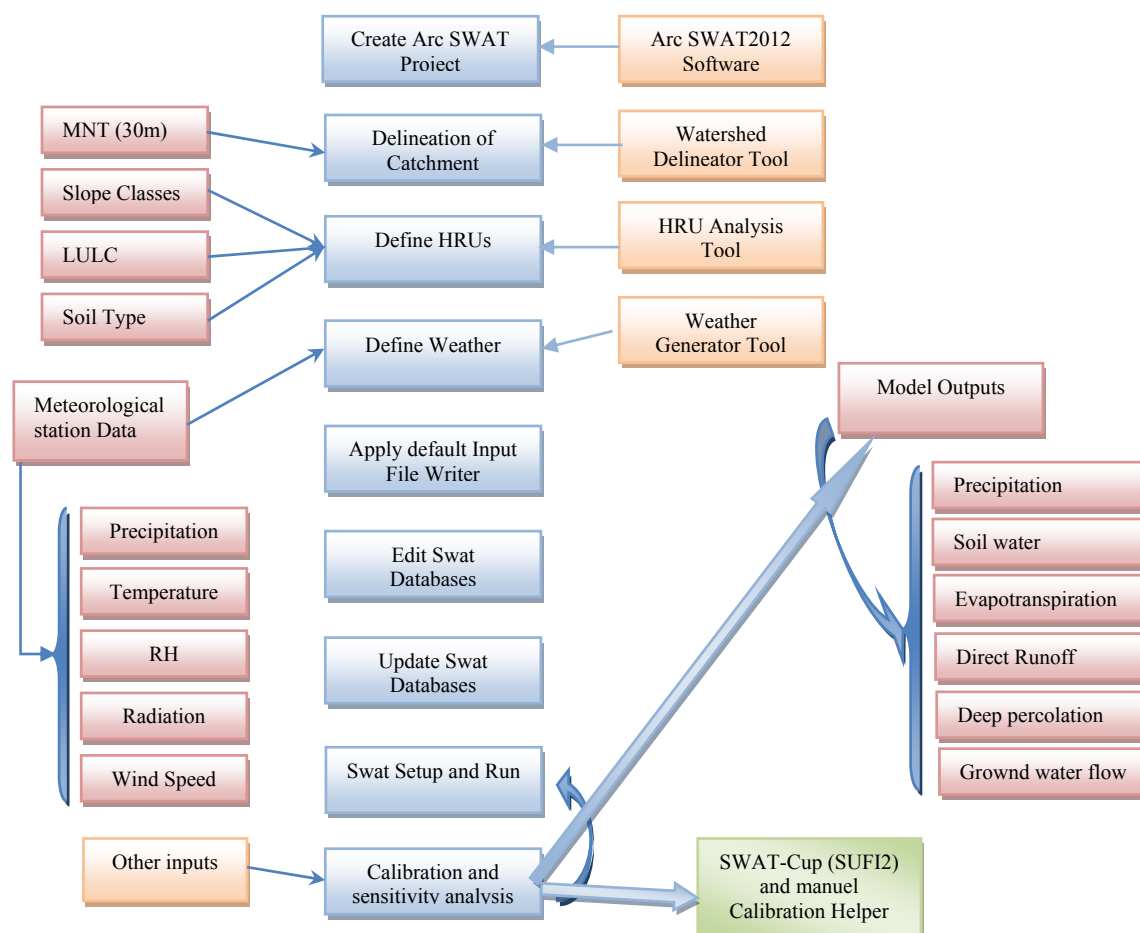 Create Arc SWAT
Proiect
Arc SWAT2012
Software
MNT (30m)
Delineation of
Catchment
Watershed
Delineator Tool
Slope Classes
LULC
Soil Type
Define HRUs
HRU Analysis
Tool
Define Weather
Weather
Generator Tool
Meteorological
station Data
Model Outputs
Apply default Input
File Writer
Precipitation
Temperature
RH
Radiation
Wind Speed
Edit Swat
Databases
Update Swat
Databases
Swat Setup and Run
Precipitation
Soil water
Evapotranspiration
Direct Runoff
Deep percolation
Grownd water flow
Other inputs
Calibration and
sensitivity analysis
SWAT-Cup (SUFI2)
and manuel
Calibration Helper